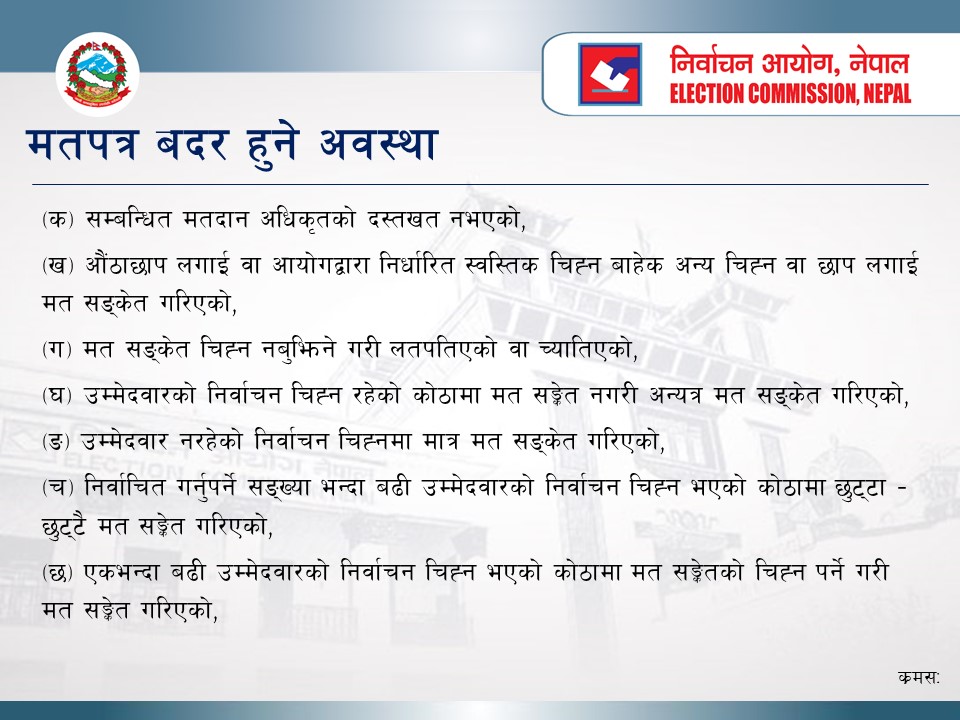 निर्वाचन आयोग, नेपाल
ELECTION COMMISSION, NEPAL
मतपत्र बदर हुने अवस्था
(क) सम्बन्धित मतदान अधिकृतको दस्तखत नभएको,
(ख) औंठाछाप लगाई वा आयोगद्वारा निर्धारित स्वस्तिक चिह्न बाहेक अन्य चिह्न वा छाप लगाई
मत सङ्केत गरिएको,
(ग) मत सङ्केत चिह्न नबुझिने गरी लतपतिएको वा च्यातिएको,
(घ) उम्मेदवारको निर्वाचन चिह्न रहेको कोठामा मत सङ्केत नगरी अन्यत्र मत सङ्केत गरिएको,
(ङ) उम्मेदवार नरहेको निर्वाचन चिह्नमा मात्र मत सङ्केत गरिएको,
(च) निर्वाचित गर्नुपर्ने सङ्ख्या भन्दा बढी उम्मेदवारको निर्वाचन चिह्न भएको कोठामा छुट्टा -
छुट्टै मत सङ्केत गरिएको,
(छ) एकभन्दा बढी उम्मेदवारको निर्वाचन चिह्न भएको कोठामा मत सङ्केतको चिह्न पर्ने गरी
मत सङ्केत गरिएको,
क्रमस: